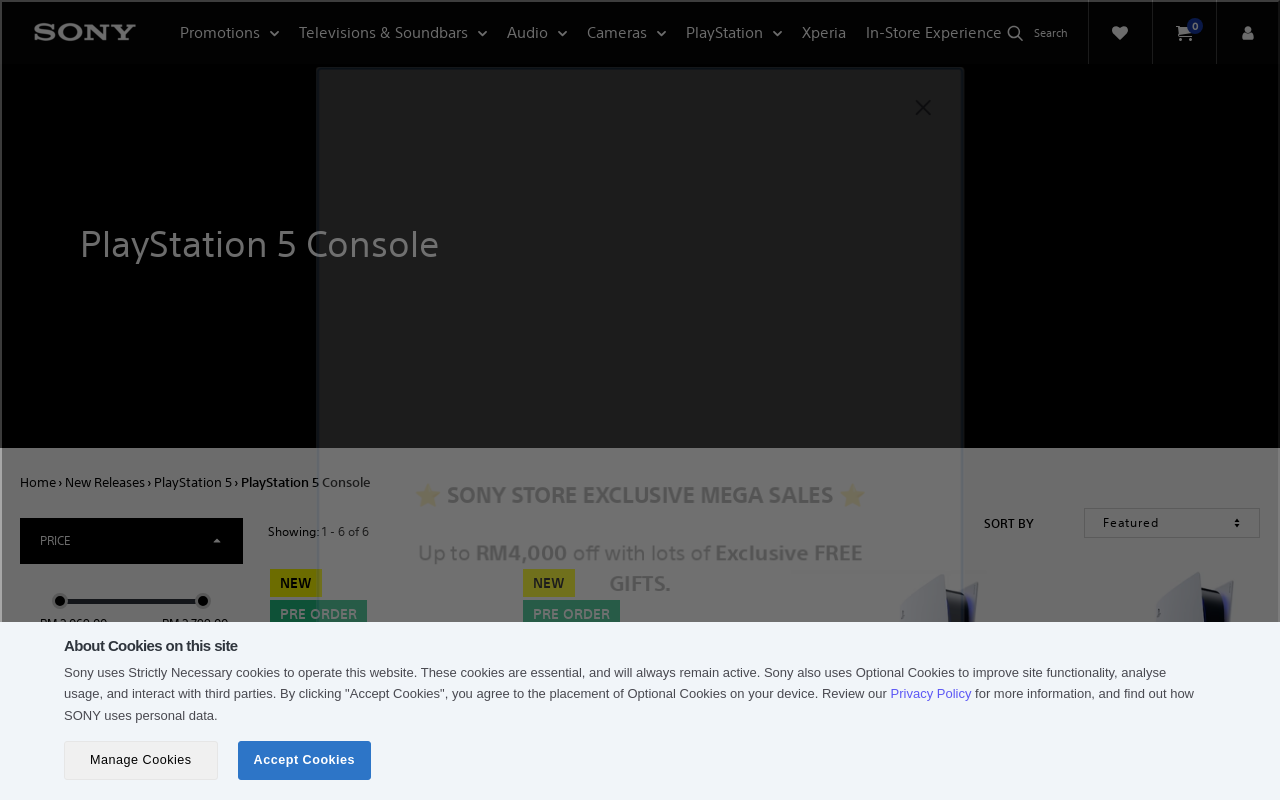 SONY
Promotions
Televisions & Soundbars
Audio
Cameras
PlayStation
Xperia
In-Store Experience
Search
0
PlayStation 5 Console
Home › New Releases › PlayStation 5 › PlayStation 5 Console
⭐ SONY STORE EXCLUSIVE MEGA SALES ⭐
PRICE
Showing: 1 - 6 of 6
SORT BY
Featured
Up to RM4,000 off with lots of Exclusive FREE
GIFTS.
NEW
NEW
PRE ORDER
PRE ORDER
About Cookies on this site
Sony uses Strictly Necessary cookies to operate this website. These cookies are essential, and will always remain active. Sony also uses Optional Cookies to improve site functionality, analyse
usage, and interact with third parties. By clicking "Accept Cookies", you agree to the placement of Optional Cookies on your device. Review our Privacy Policy for more information, and find out how
SONY uses personal data.
Manage Cookies
Accept Cookies